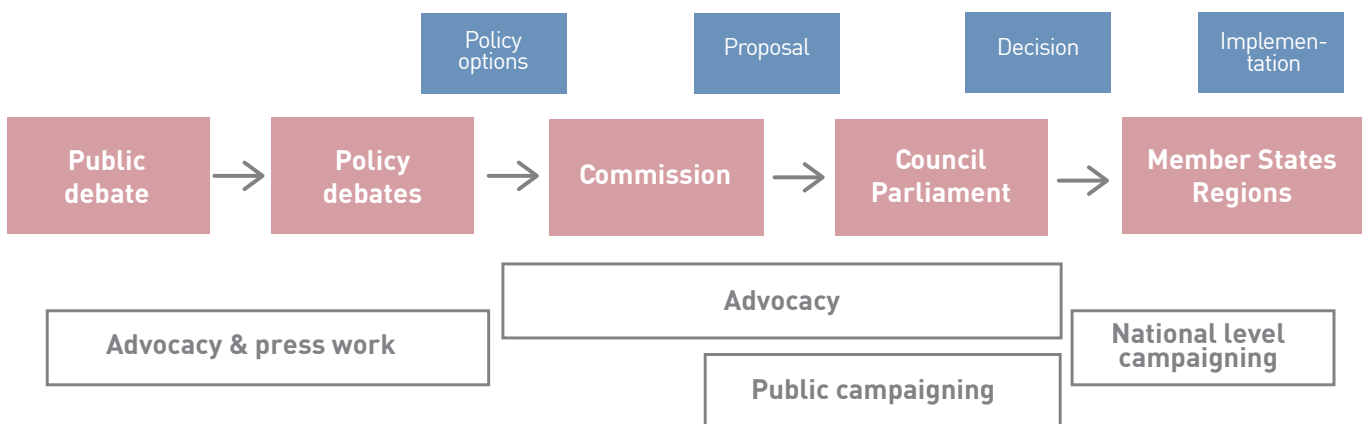 Policy
options
Proposal
Decision
Implemen-
tation
Public
debate
Policy
debates
Commission
Council
Parliament
Member States
Regions
Advocacy & press work
Advocacy
Public campaigning
National level
campaigning